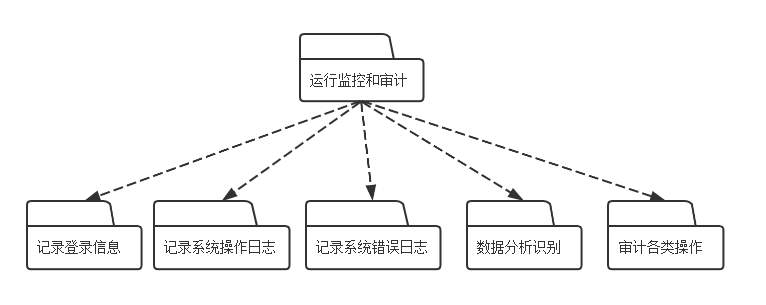 运行监控和审计
记录登录信息
记录系统操作日志
记录系统错误日志
数据分析识别
审计各类操作